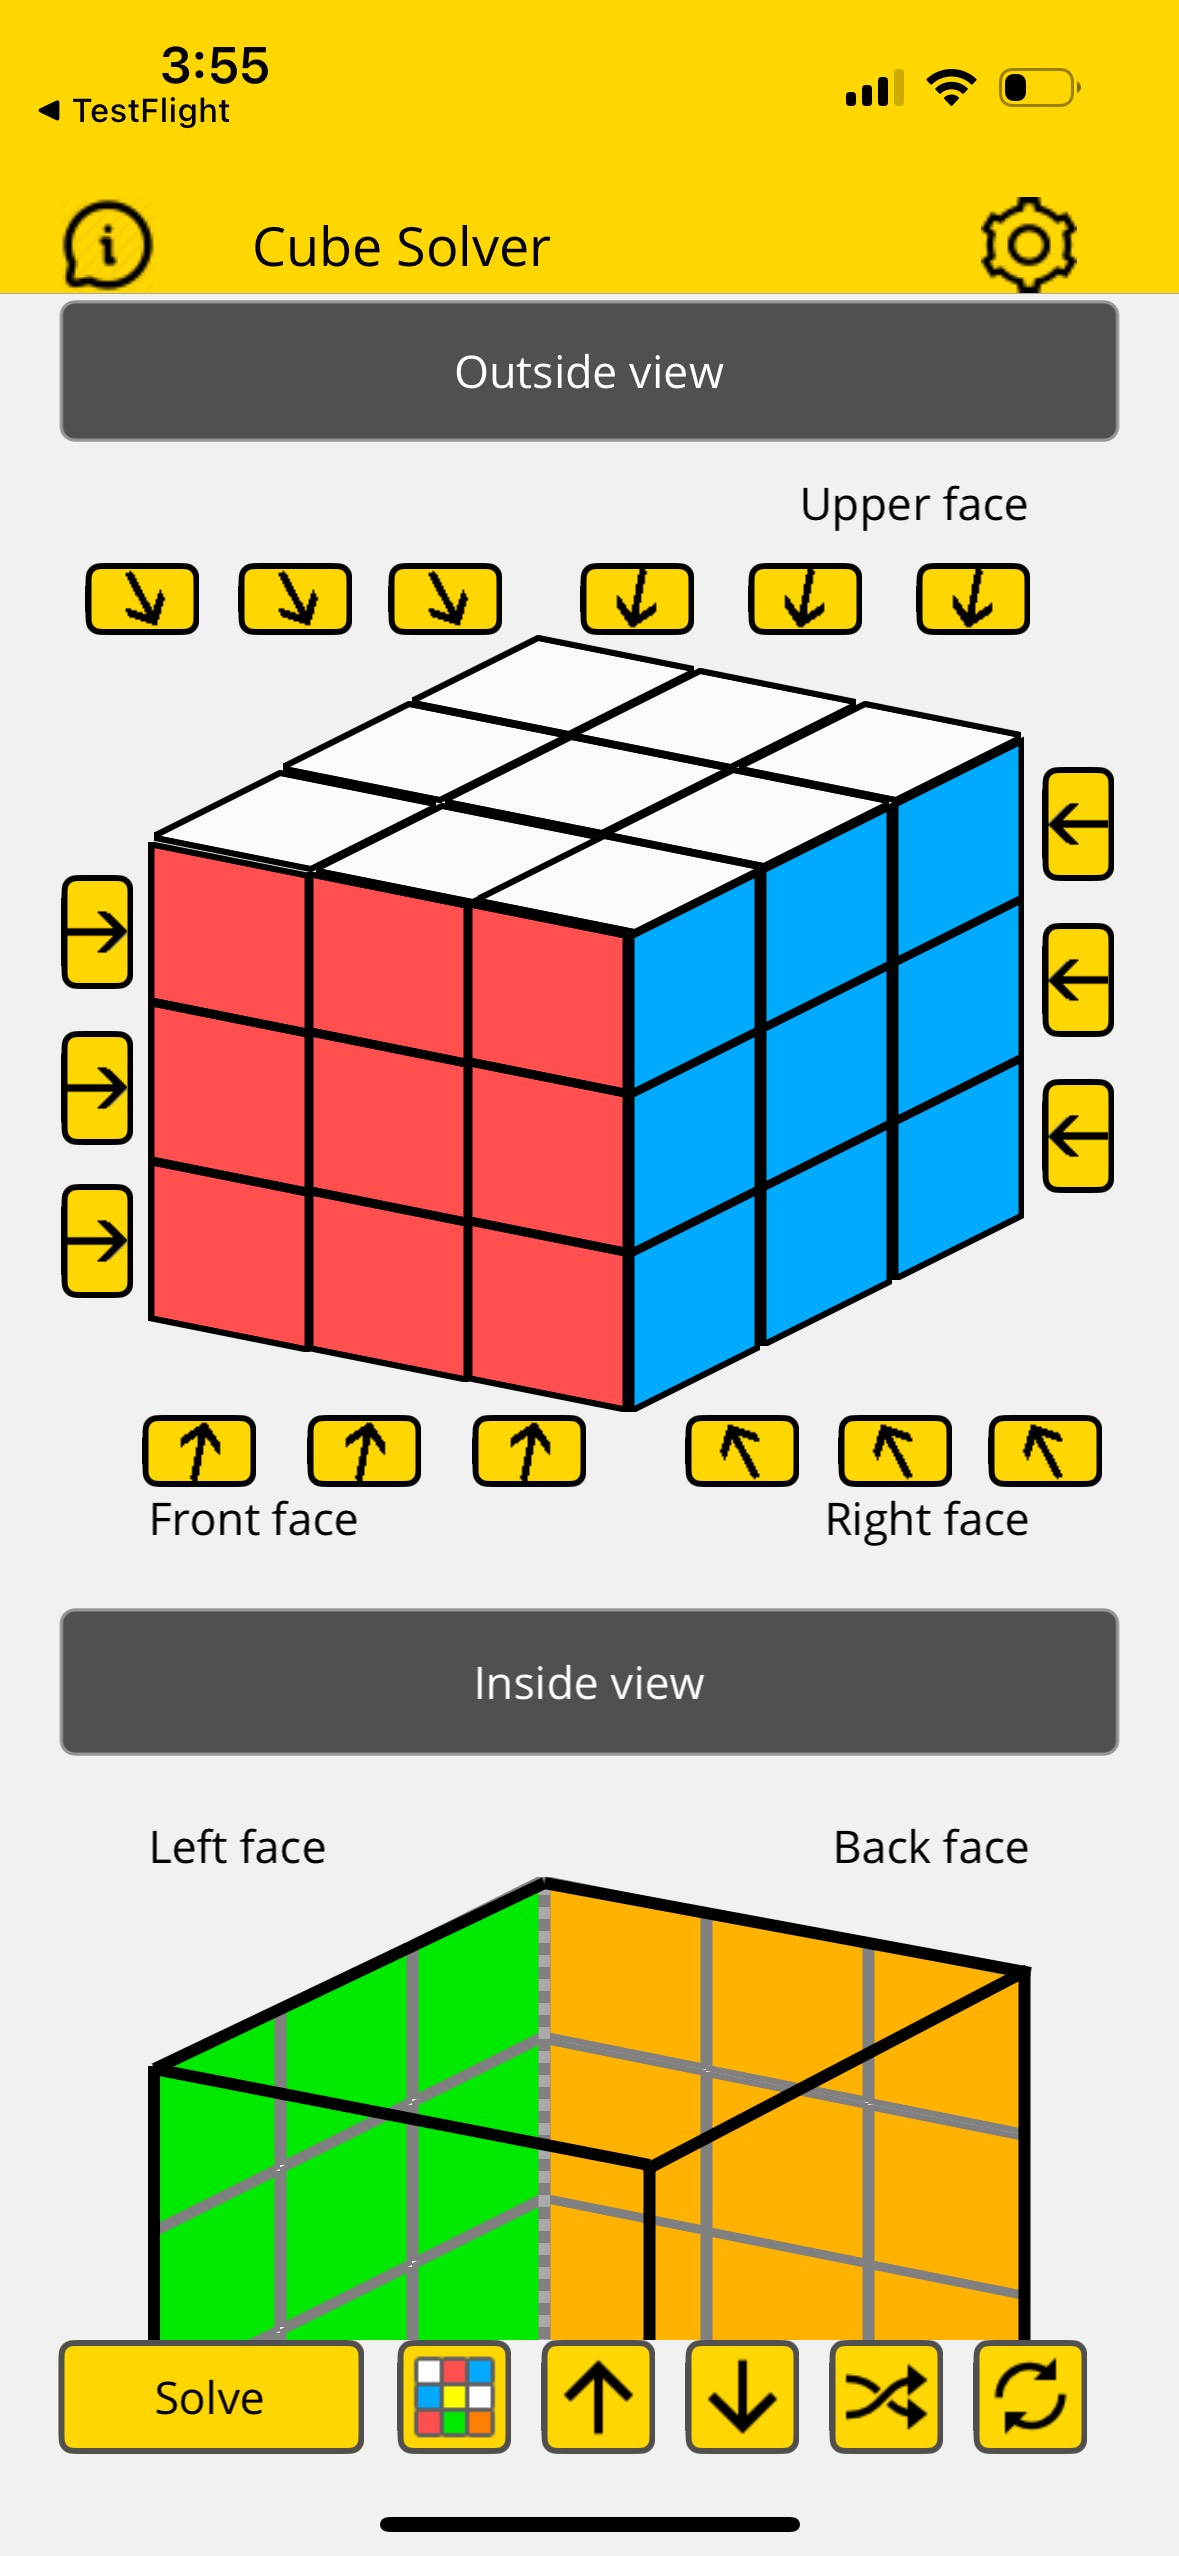 3:55
TestFlight
Cube Solver
Outside view
Upper face
Front face
Right face
Inside view
Left face
Back face
Solve